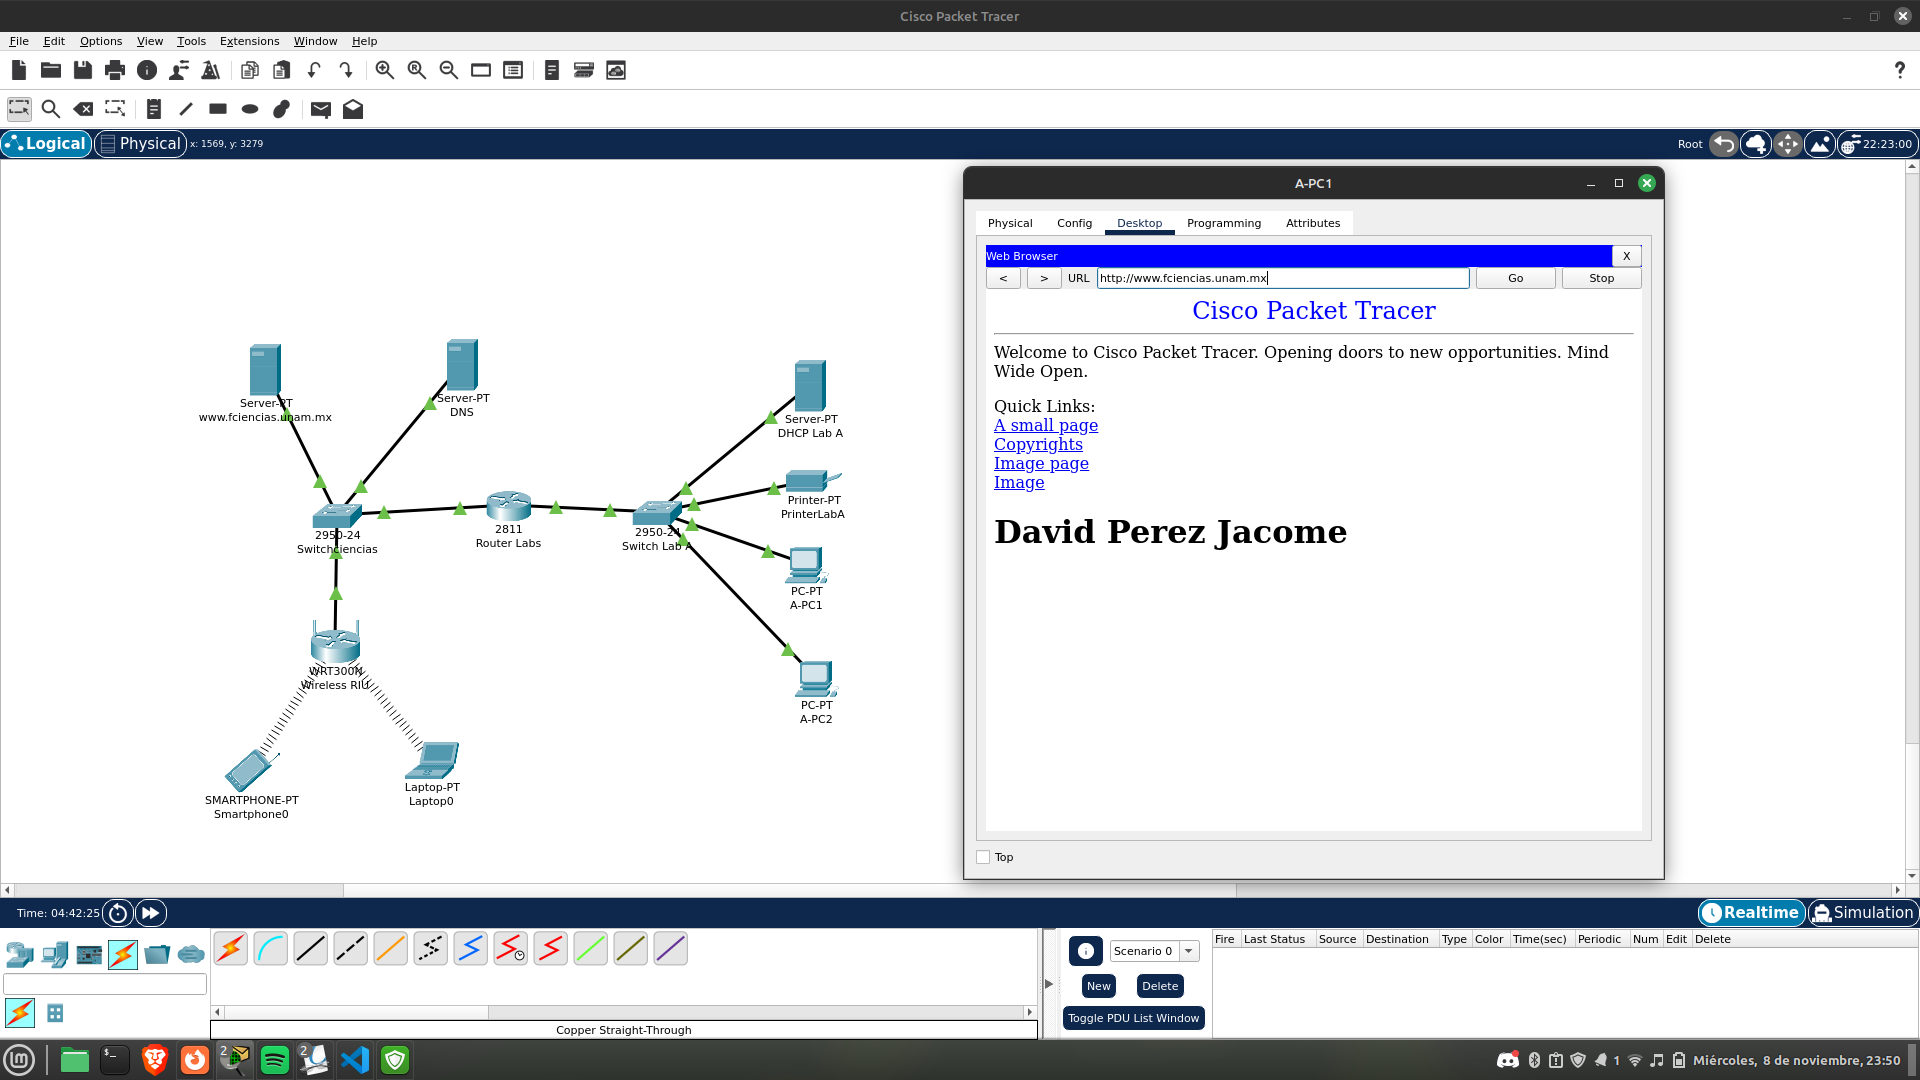 Cisco Packet Tracer
File Edit Options View Tools Extensions Window Help
?
Logical Physical x: 1569, y: 3279 Root 22:23:00
Server-PT
www.fciencias.unam.mx
Server-PT
DNS
Server-PT
DHCP Lab A
Printer-PT
PrinterLabA
2950-24
Switchciencias
2811
Router Labs
2950-24
Switch Lab A
PC-PT
A-PC1
WRT300N
Wireless RIU
PC-PT
A-PC2
SMARTPHONE-PT
Smartphone0
Laptop-PT
Laptop0
A-PC1
Physical Config Desktop Programming Attributes
Web Browser X
< > URL http://www.fciencias.unam.mx Go Stop
Cisco Packet Tracer
Welcome to Cisco Packet Tracer. Opening doors to new opportunities. Mind
Wide Open.
Quick Links:
A small page
Copyrights
Image page
Image
David Perez Jacome
Top
Time: 04:42:25 Realtime Simulation
Scenario 0
New Delete
Toggle PDU List Window
Fire Last Status Source Destination Type Color Time(sec) Periodic Num Edit Delete
Copper Straight-Through
2 2 1 Miércoles, 8 de noviembre, 23:50